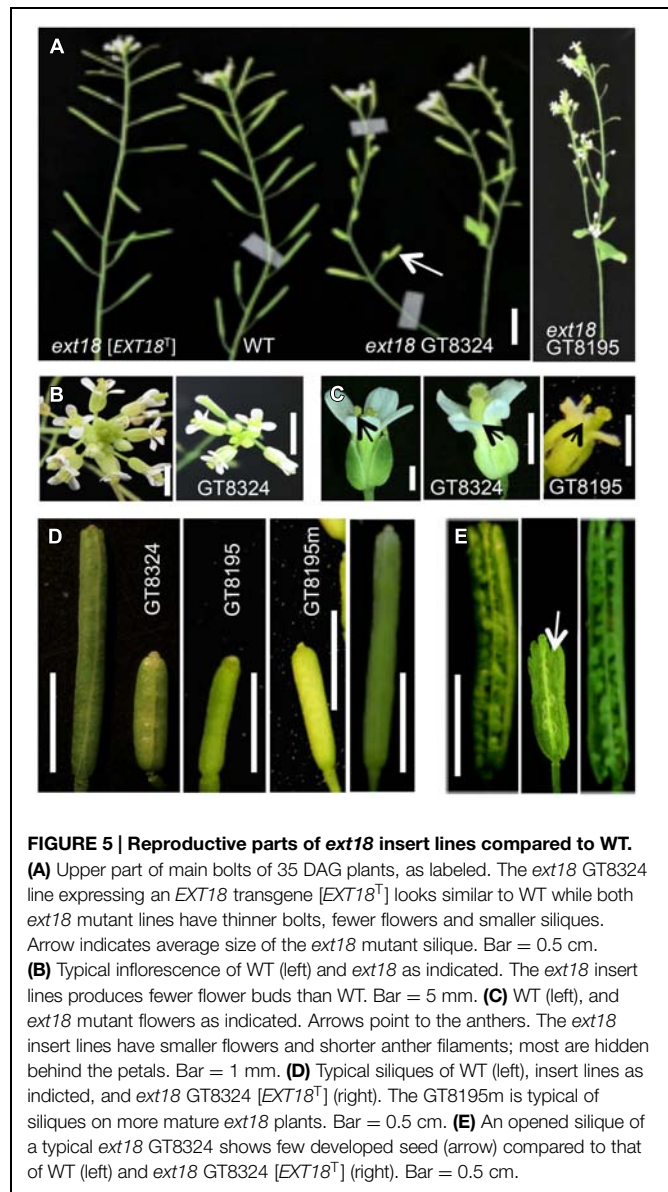 A
ext18 [EXT18ᵀ]
WT
ext18 GT8324
ext18
GT8195
B
GT8324
C
GT8324
GT8195
D
GT8324
GT8195
GT8195m
E
FIGURE 5 | Reproductive parts of ext18 insert lines compared to WT.
(A) Upper part of main bolts of 35 DAG plants, as labeled. The ext18 GT8324
line expressing an EXT18 transgene [EXT18ᵀ] looks similar to WT while both
ext18 mutant lines have thinner bolts, fewer flowers and smaller siliques.
Arrow indicates average size of the ext18 mutant silique. Bar = 0.5 cm.
(B) Typical inflorescence of WT (left) and ext18 as indicated. The ext18 insert
lines produces fewer flower buds than WT. Bar = 5 mm. (C) WT (left), and
ext18 mutant flowers as indicated. Arrows point to the anthers. The ext18
insert lines have smaller flowers and shorter anther filaments; most are hidden
behind the petals. Bar = 1 mm. (D) Typical siliques of WT (left), insert lines as
indicted, and ext18 GT8324 [EXT18ᵀ] (right). The GT8195m is typical of
siliques on more mature ext18 plants. Bar = 0.5 cm. (E) An opened silique of
a typical ext18 GT8324 shows few developed seed (arrow) compared to that
of WT (left) and ext18 GT8324 [EXT18ᵀ] (right). Bar = 0.5 cm.